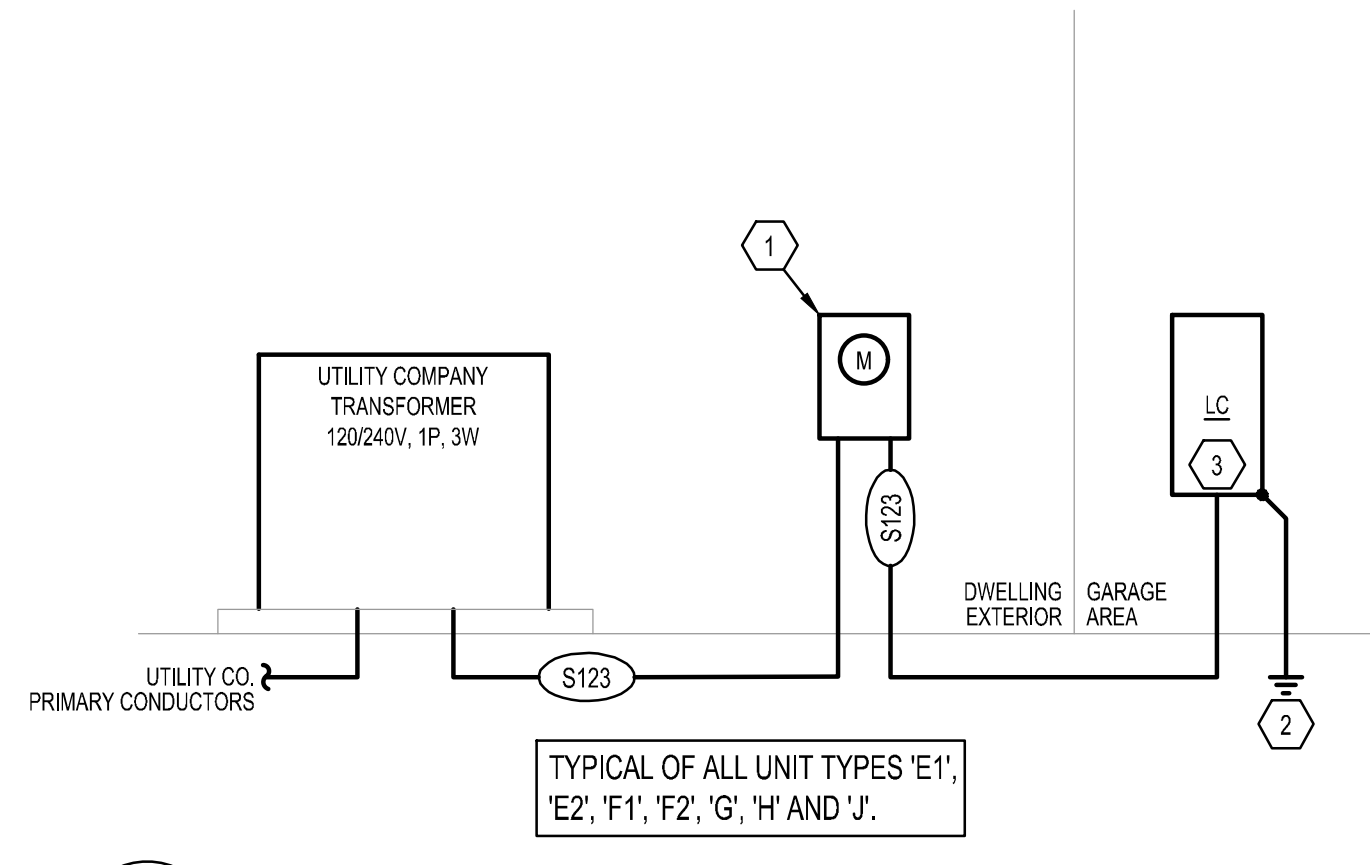 1
M
UTILITY COMPANY
TRANSFORMER
120/240V, 1P, 3W
LC
3
S123
DWELLING
EXTERIOR
GARAGE
AREA
UTILITY CO.
PRIMARY CONDUCTORS
S123
2
TYPICAL OF ALL UNIT TYPES 'E1',
'E2', 'F1', 'F2', 'G', 'H' AND 'J'.